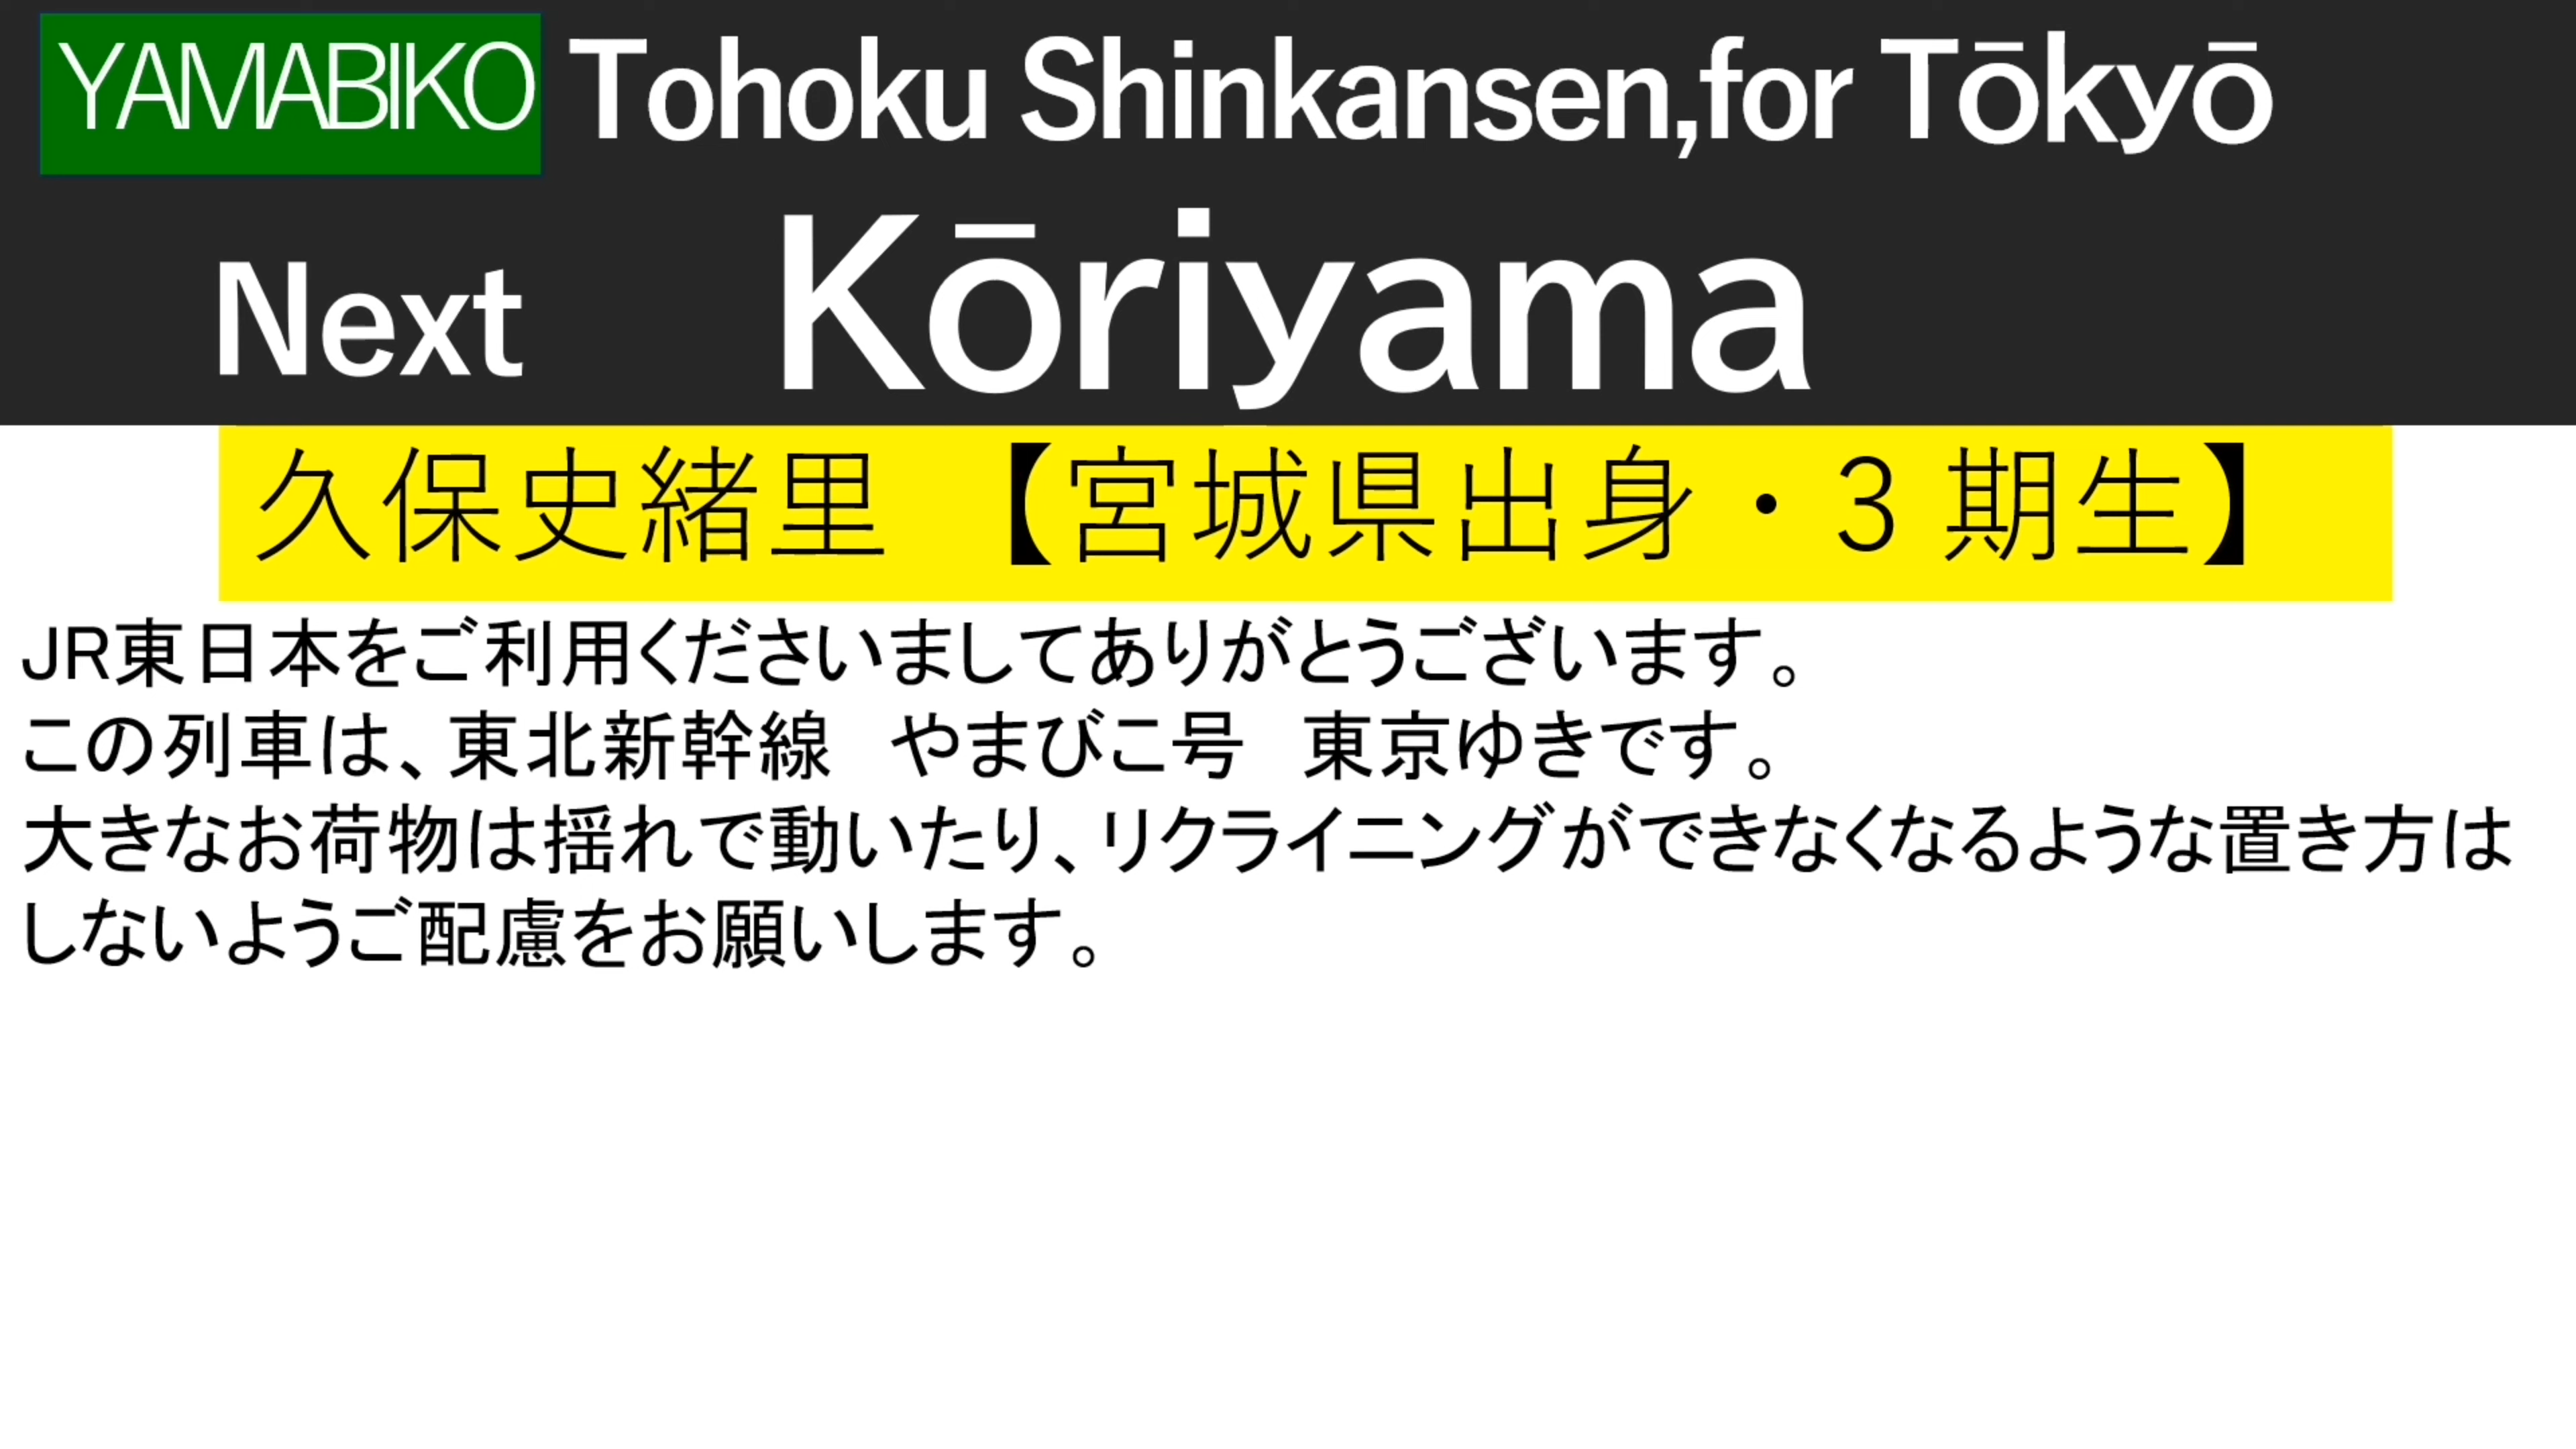 YAMABIKO Tohoku Shinkansen,for Tōkyō
Next Kōriyama
久保史緒里 【宮城県出身・3 期生】
JR東日本をご利用くださいましてありがとうございます。
この列車は、東北新幹線　やまびこ号　東京ゆきです。
大きなお荷物は揺れで動いたり、リクライニングができなくなるような置き方は
しないようご配慮をお願いします。